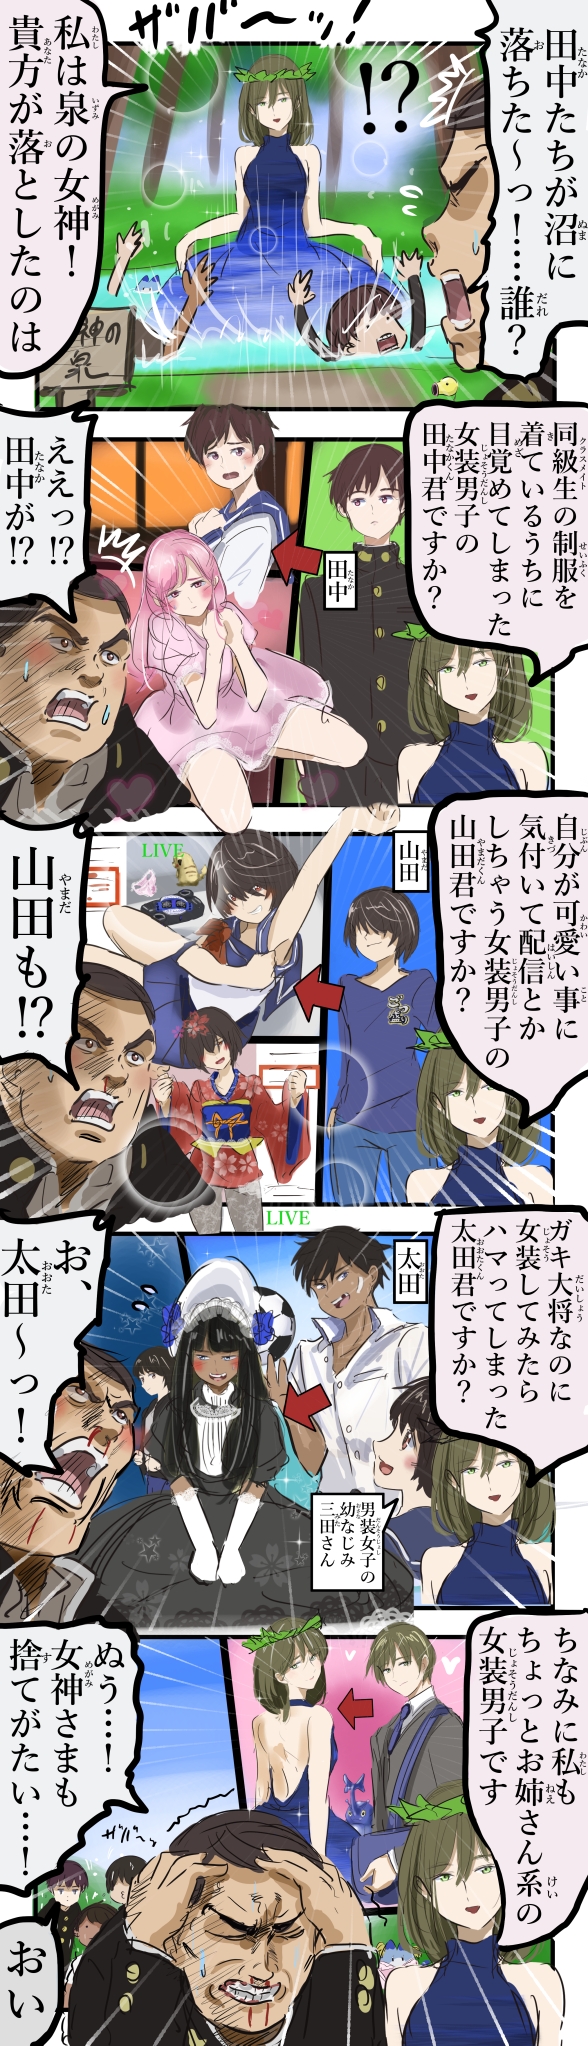 ザバ〜ッ!
田中たちが沼に
落ちた〜っ!‥‥誰?
!?
私は泉の女神!
貴方が落としたのは
神の
泉
同級生の制服を
着ているうちに
目覚めてしまった
女装男子の
田中君ですか?
田中
ええっ!?
田中が!?
自分が可愛い事に
気付いて配信とか
しちゃう女装男子の
山田君ですか?
山田
LIVE
山田も!?
LIVE
ガキ大将なのに
女装してみたら
ハマってしまった
太田君ですか?
太田
お、
太田〜っ!
男装女子の
幼なじみ
三田さん
ちなみに私も
ちょっとお姉さん系の
女装男子です
ぬぅ…!
女神さまも
捨てがたい…!
ザバ〜
おい